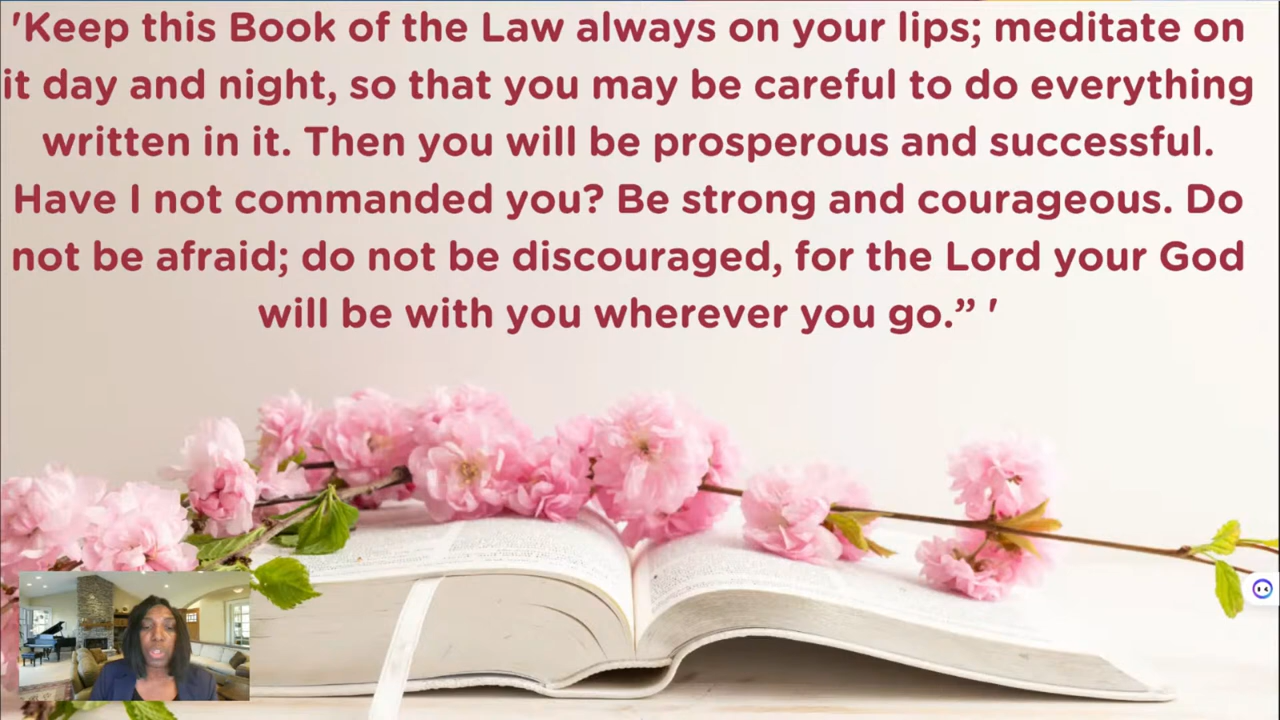 'Keep this Book of the Law always on your lips; meditate on
it day and night, so that you may be careful to do everything
written in it. Then you will be prosperous and successful.
Have I not commanded you? Be strong and courageous. Do
not be afraid; do not be discouraged, for the Lord your God
will be with you wherever you go.” '